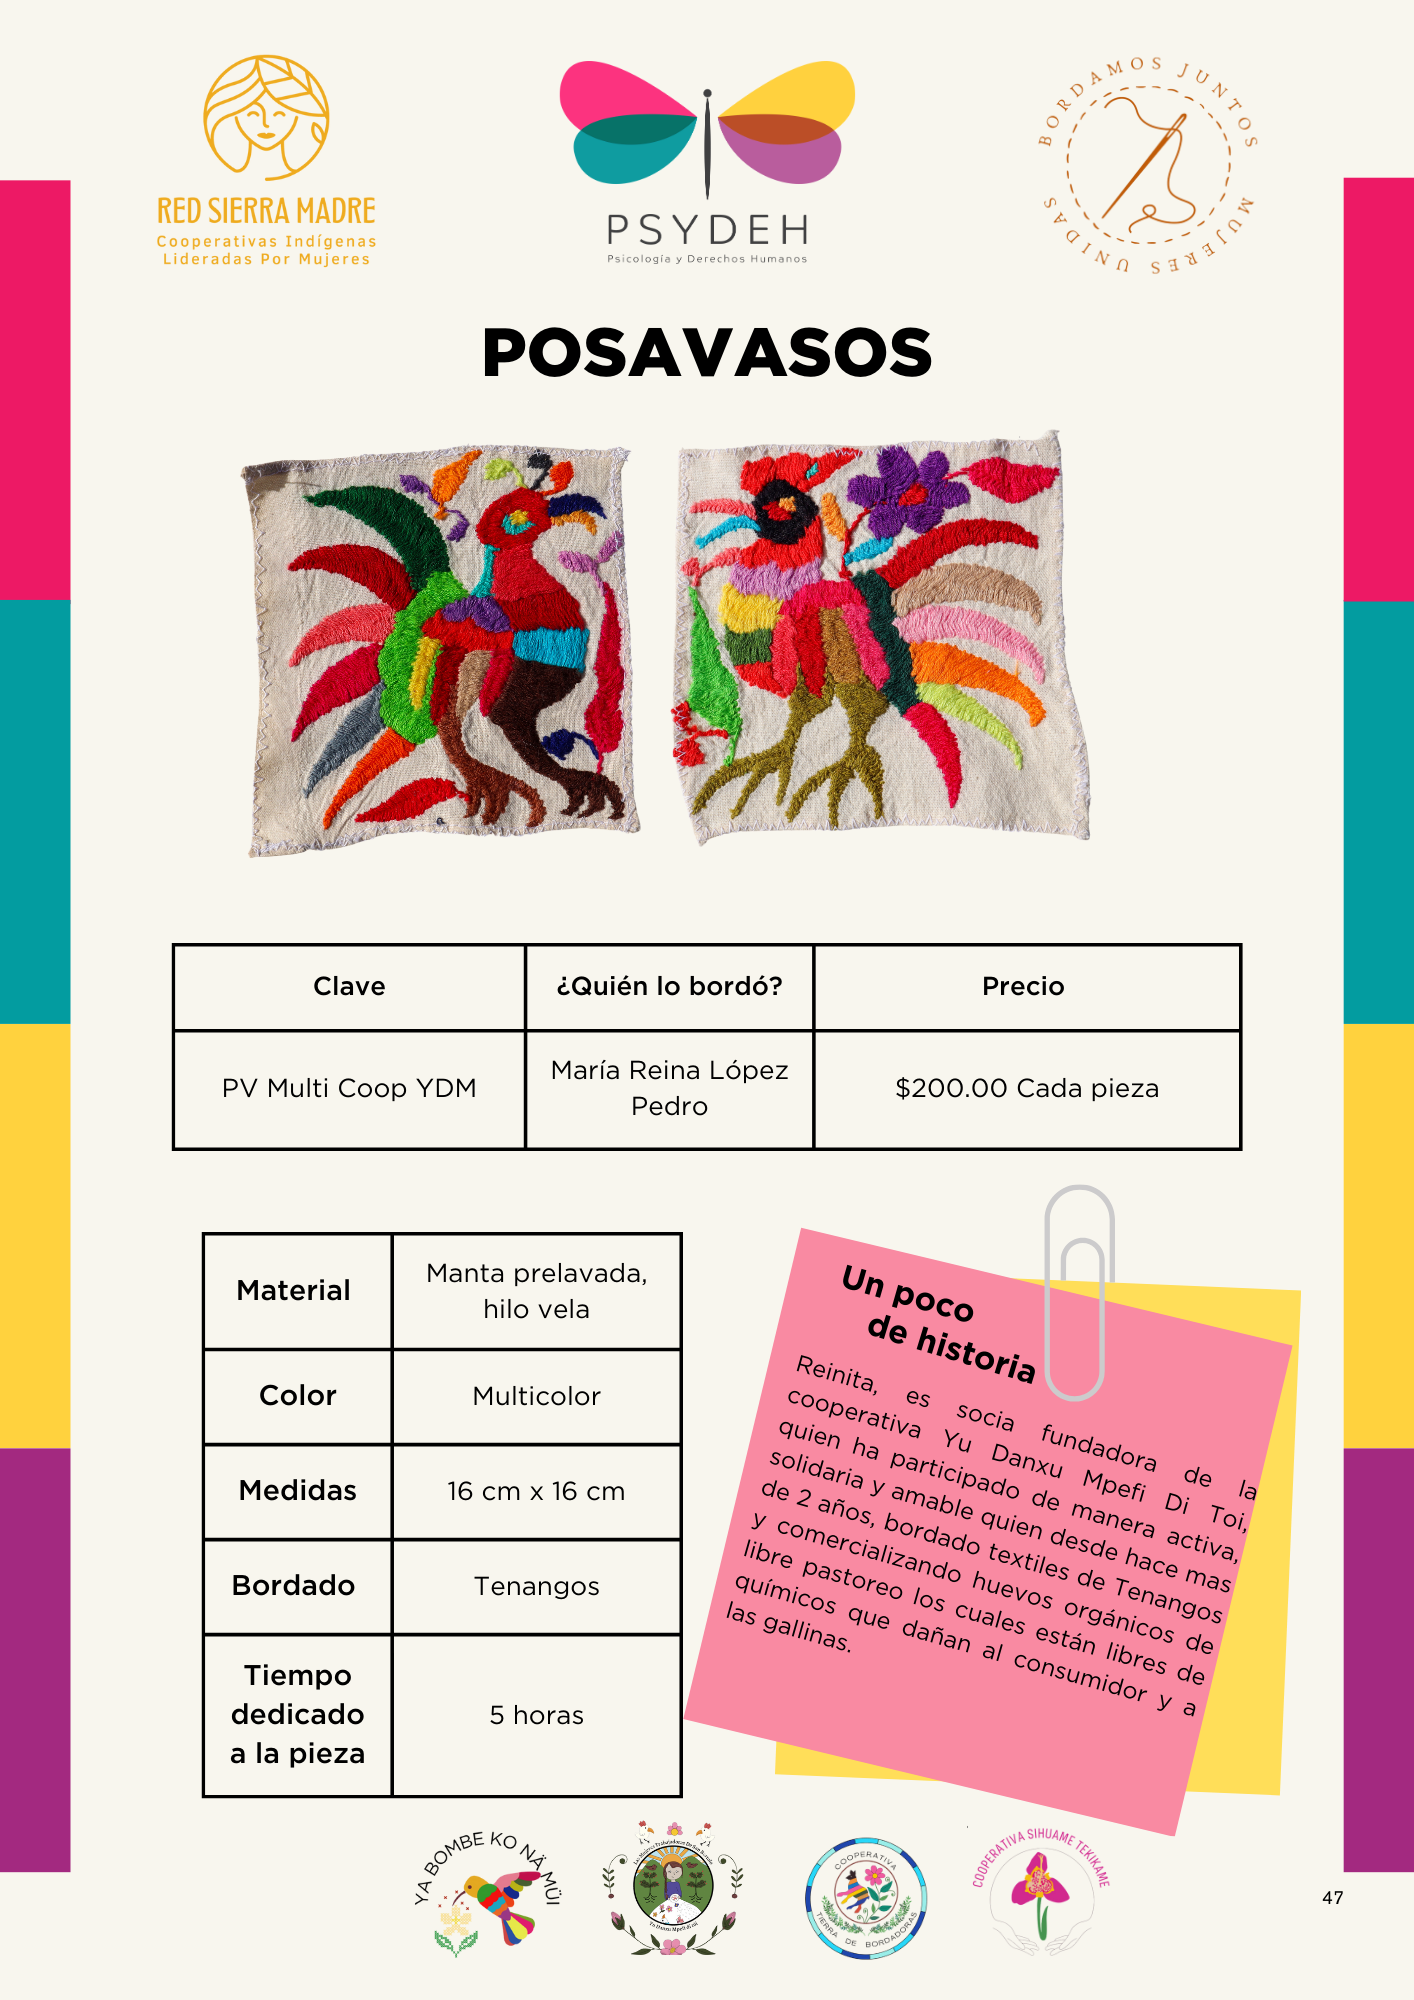 RED SIERRA MADRE
Cooperativas Indígenas
Lideradas Por Mujeres
PSYDEH
Psicología y Derechos Humanos
BORDAMOS JUNTOS
MUJERES UNIDAS
POSAVASOS
Clave
¿Quién lo bordó?
Precio
PV Multi Coop YDM
María Reina López
Pedro
$200.00 Cada pieza
Material
Manta prelavada,
hilo vela
Color
Multicolor
Medidas
16 cm x 16 cm
Bordado
Tenangos
Tiempo
dedicado
a la pieza
5 horas
Un poco
de historia
Reinita, es socia fundadora de la
cooperativa Yu Danxu Mpefi Di Toi,
quien ha participado de manera activa,
solidaria y amable quien desde hace mas
de 2 años, bordado textiles de Tenangos
y comercializando huevos orgánicos de
libre pastoreo los cuales están libres de
químicos que dañan al consumidor y a
las gallinas.
YA BOMBE KO NÄ MÜI
COOPERATIVA
TIERRA DE BORDADORAS
COOPERATIVA SIHUAME TEKIKAME
47